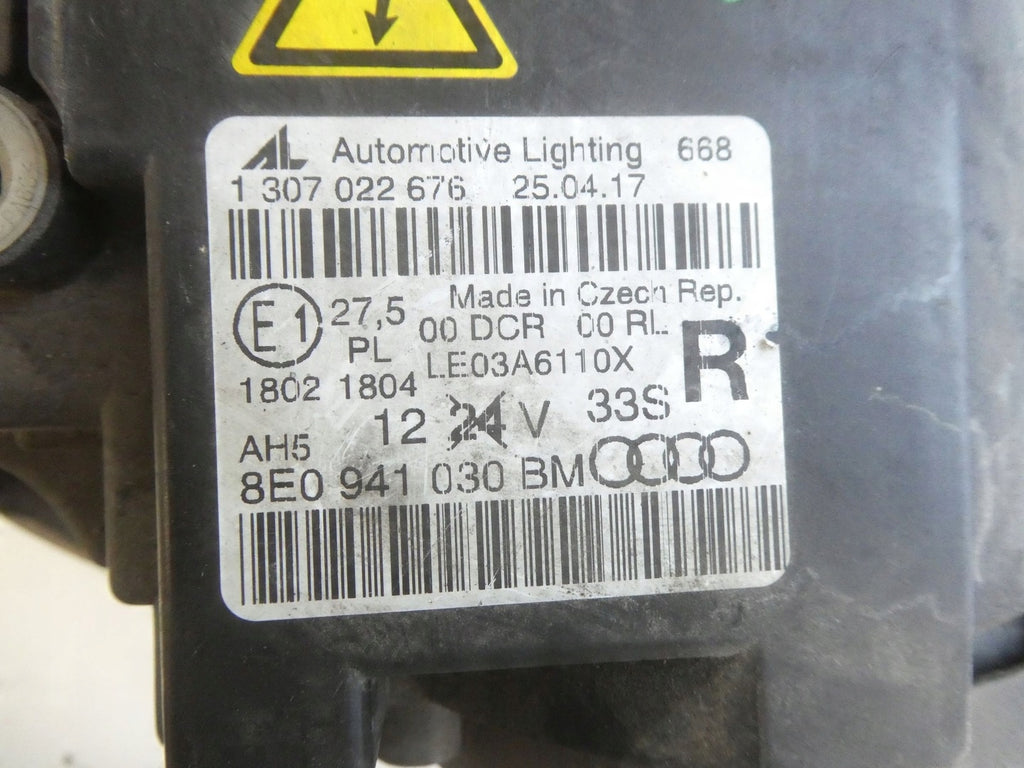 AL Automotive Lighting 668
1 307 022 676 25.04.17
Made in Czech Rep.
E1 27,5 00 DCR 00 RL
PL LE03A6110X R
1802 1804
12 24 V 33S
AH5
8E0 941 030 BM